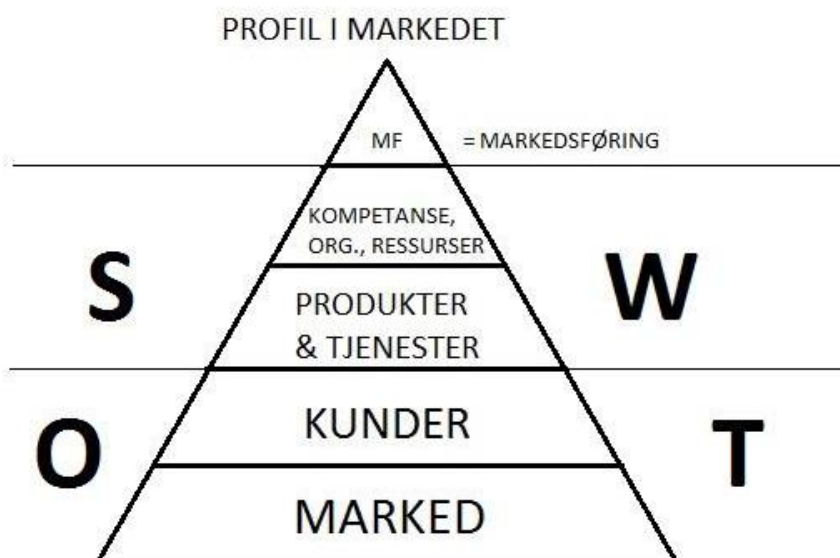 PROFIL I MARKEDET
MF = MARKEDSFØRING
KOMPETANSE,
ORG., RESSURSER
S W
PRODUKTER
& TJENESTER
KUNDER
O T
MARKED